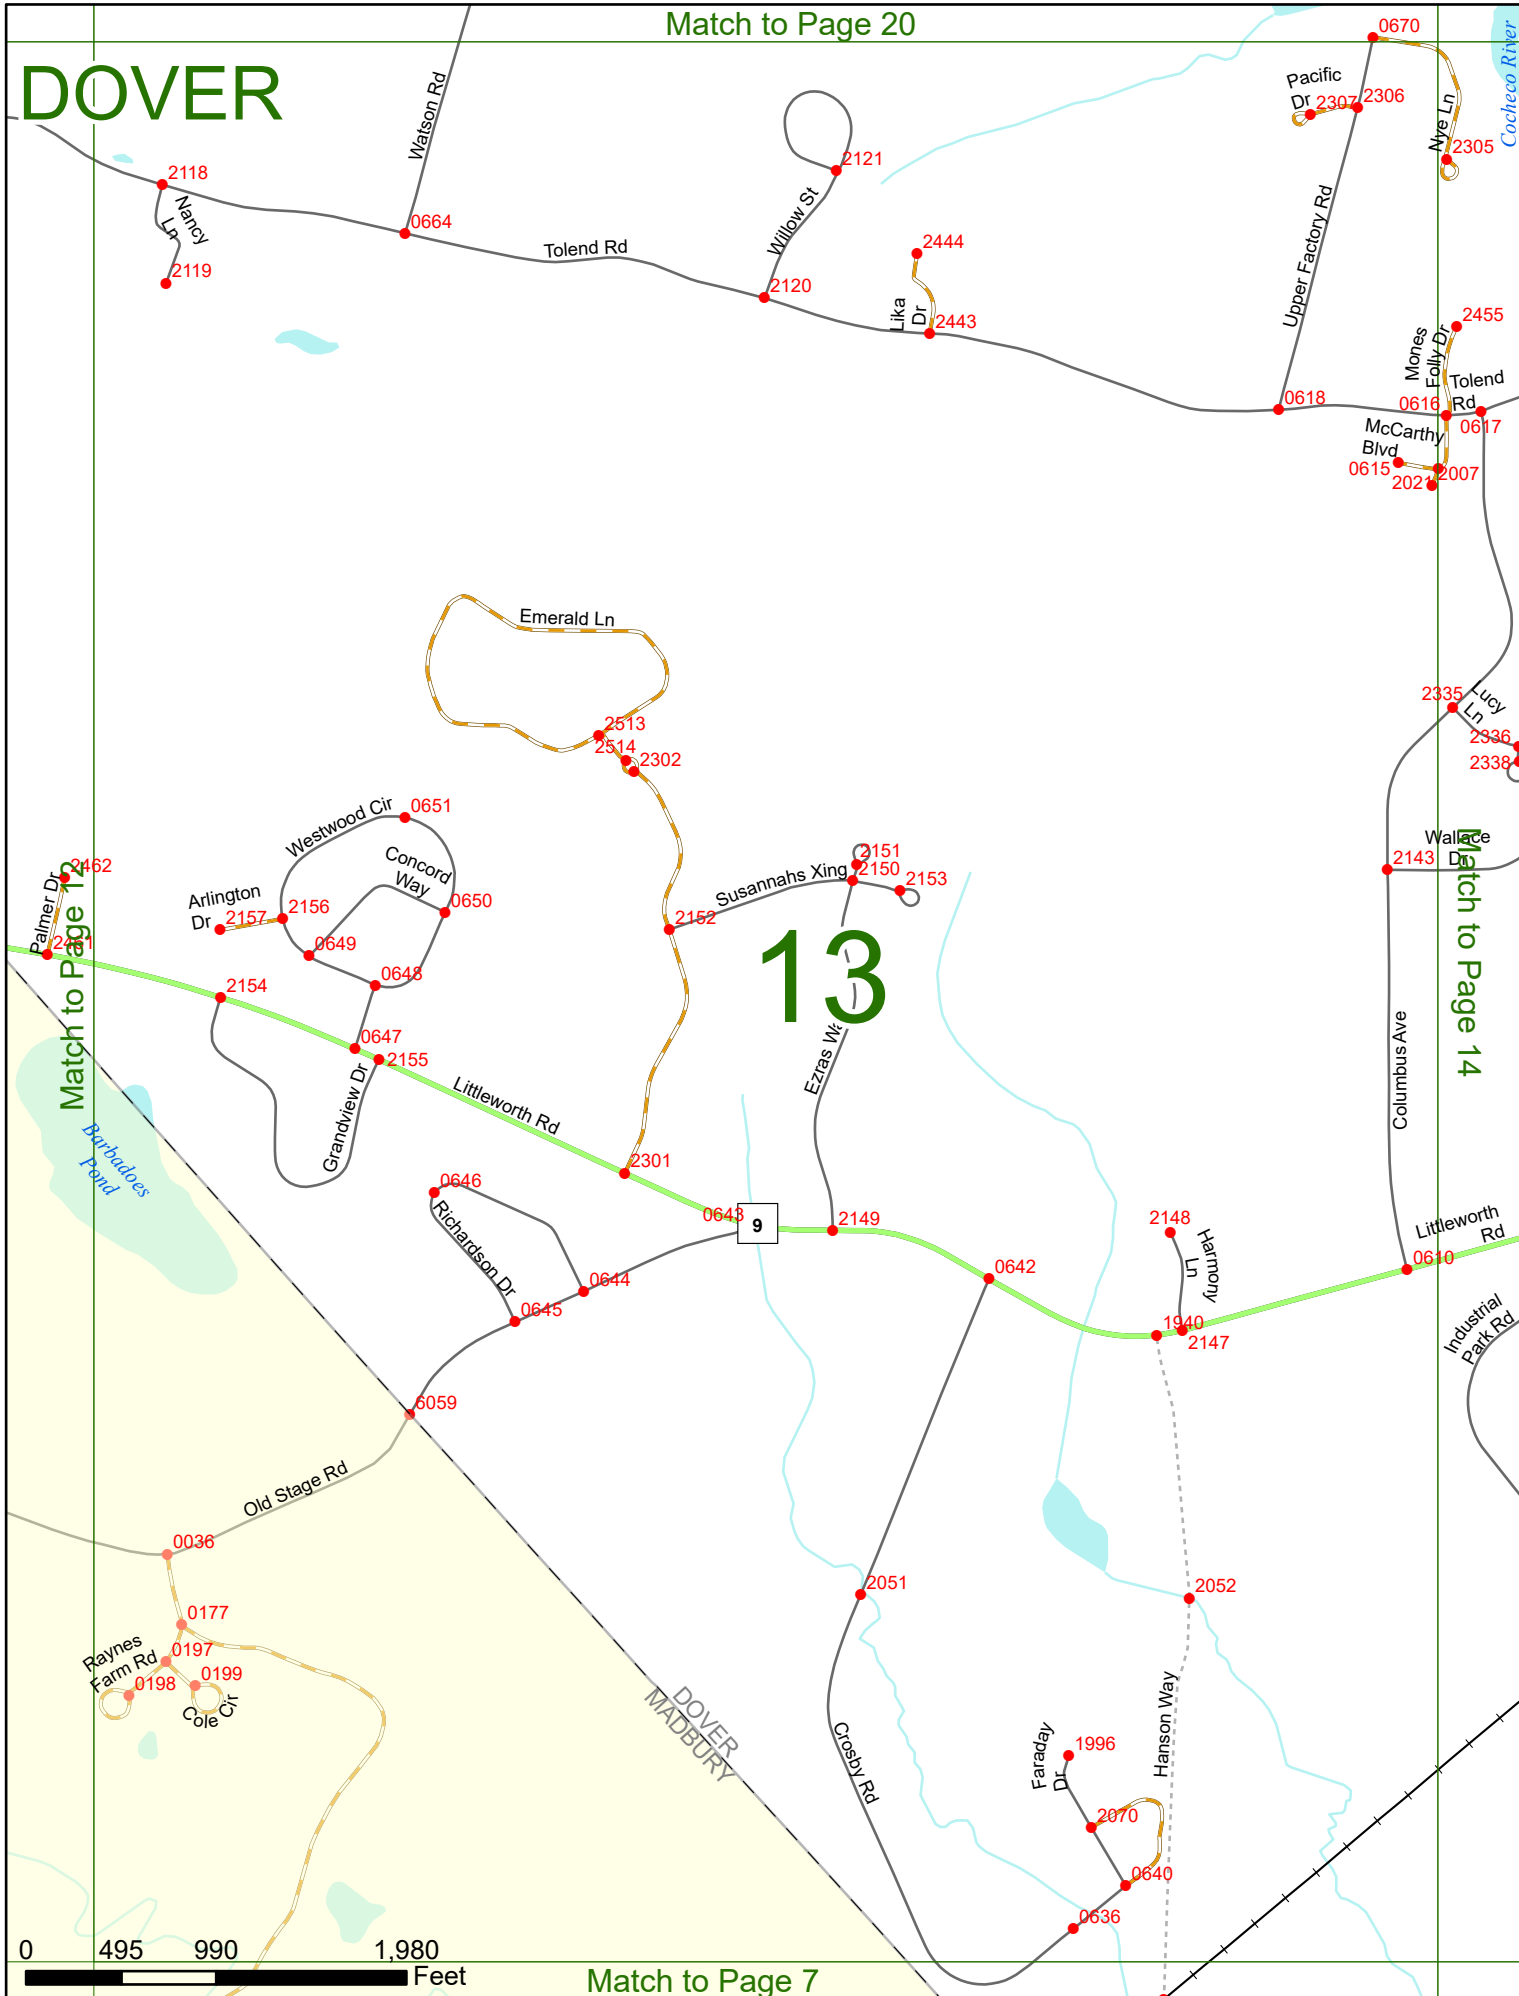 Match to Page 20
DOVER
0670
Cocheco River
Pacific
Dr
2307
2306
Nye Ln
2305
Watson Rd
2118
Nancy
Ln
2119
0664
Tolend Rd
2121
Willow St
2120
2444
Lika
Dr
2443
Upper Factory Rd
2455
Mones
Folly Dr
Tolend
Rd
0618
0616
0617
McCarthy
Blvd
0615
2007
2021
Emerald Ln
2513
2514
2302
2335
Lucy
Ln
2336
2338
Westwood Cir
0651
Concord
Way
0650
Arlington
Dr
2157
2156
0649
0648
2462
Palmer Dr
2461
Match to Page 12
2154
0647
2155
Grandview Dr
Littleworth Rd
2152
Susannahs Xing
2151
2150
2153
13
Ezras Wa
2143
Wallace
Dr
Match to Page 14
Columbus Ave
Barbadoes
Pond
2301
0646
Richardson Dr
0643
9
2149
0644
0645
0642
2148
Harmony
Ln
1940
2147
0610
Littleworth
Rd
Industrial
Park Rd
6059
Old Stage Rd
0036
0177
Raynes
Farm Rd
0197
0198
0199
Cole Cir
DOVER
MADBURY
2051
2052
Crosby Rd
Hanson Way
Faraday
Dr
1996
2070
0640
0636
0
495
990
1,980
Feet
Match to Page 7